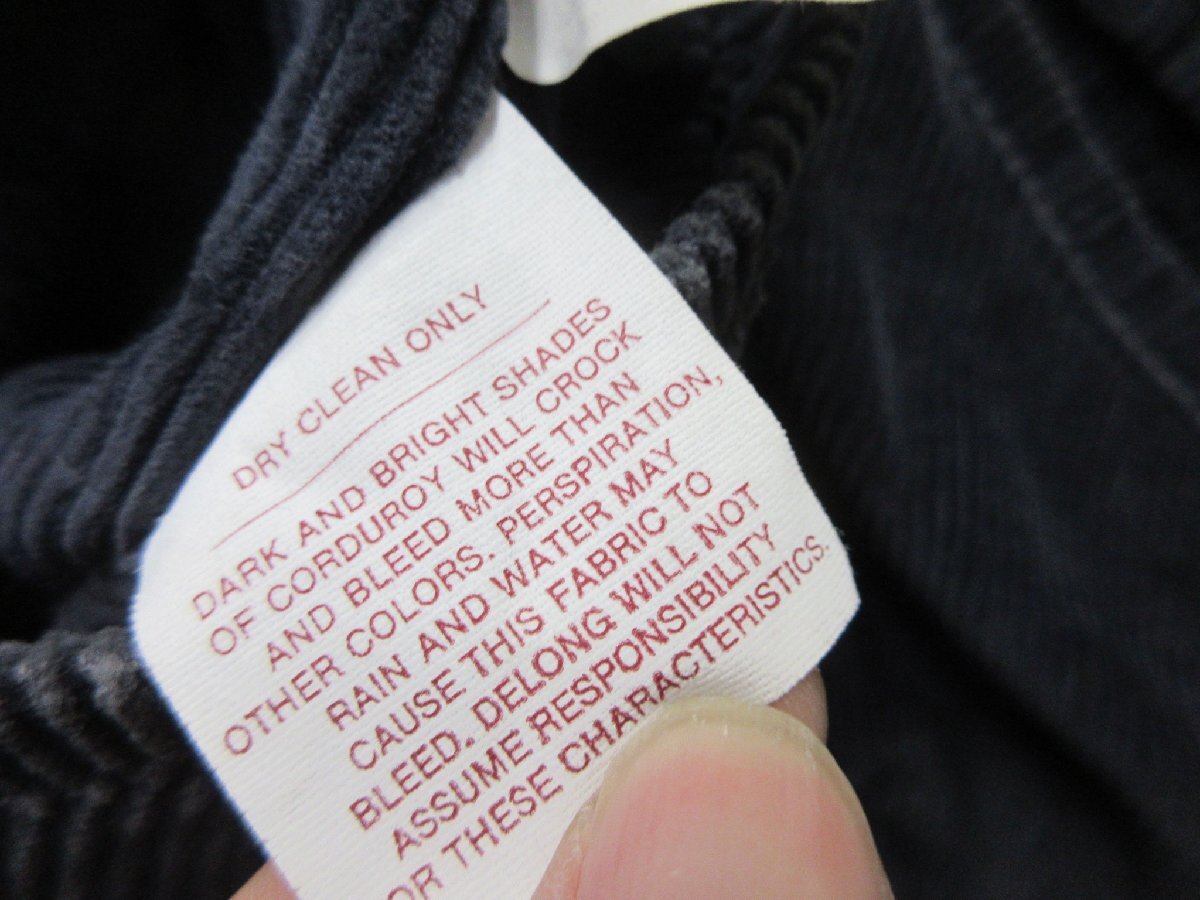 DRY CLEAN ONLY
DARK AND BRIGHT SHADES
OF CORDUROY WILL CROCK
AND BLEED MORE THAN
OTHER COLORS. PERSPIRATION,
RAIN AND WATER MAY
CAUSE THIS FABRIC TO
BLEED. DELONG WILL NOT
ASSUME RESPONSIBILITY
OR THESE CHARACTERISTICS.